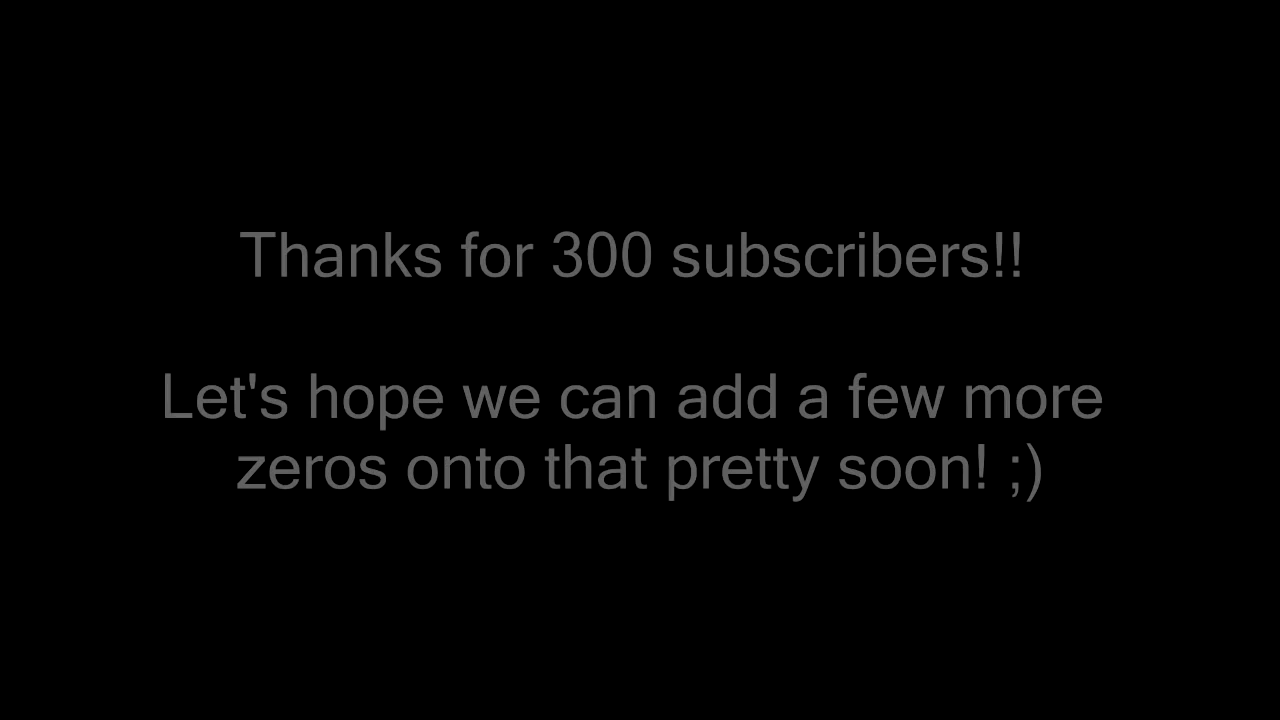 Thanks for 300 subscribers!!
Let's hope we can add a few more
zeros onto that pretty soon! ;)